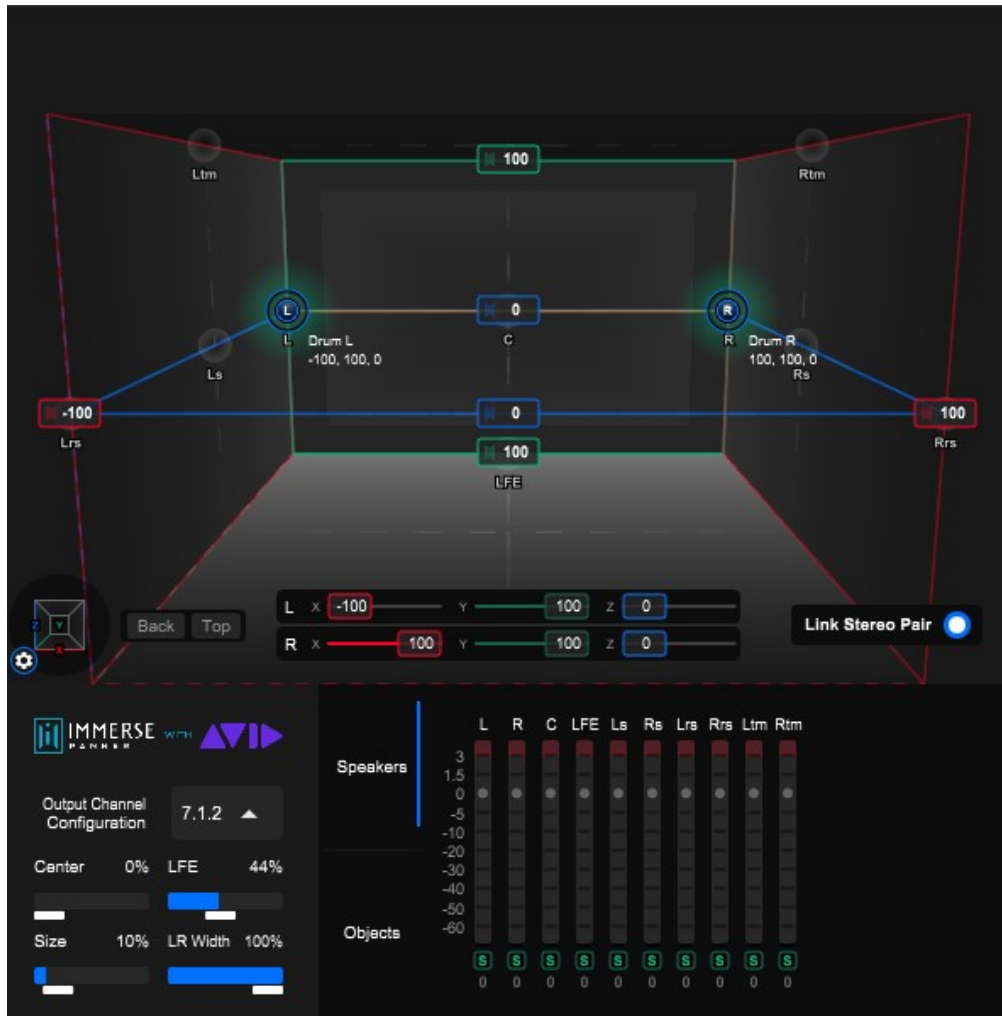 100
Ltm
Rtm
L
R
0
C
L
Drum L
-100, 100, 0
R
Drum R
100, 100, 0
Ls
Rs
-100
0
100
Lrs
Rrs
100
LFE
L X -100 Y 100 Z 0
R X 100 Y 100 Z 0
Z Y X
Back Top
Link Stereo Pair
IMMERSE WITH AVID
PANNER
Output Channel
Configuration
7.1.2
Center 0% LFE 44%
Size 10% LR Width 100%
Speakers
Objects
L R C LFE Ls Rs Lrs Rrs Ltm Rtm
3
1.5
0
-5
-10
-20
-30
-40
-50
-60
S S S S S S S S S S
0 0 0 0 0 0 0 0 0 0